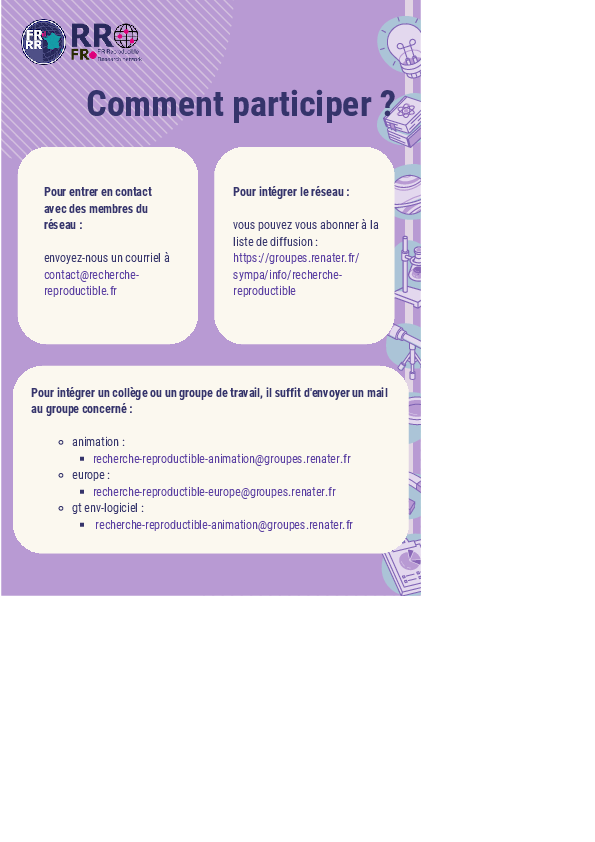 FR
RR
RR
FR
FR Reproducible
Research network
Comment participer ?
Pour entrer en contact
avec des membres du
réseau :
envoyez-nous un courriel à
contact@recherche-
reproductible.fr
Pour intégrer le réseau :
vous pouvez vous abonner à la
liste de diffusion :
https://groupes.renater.fr/
sympa/info/recherche-
reproductible
Pour intégrer un collège ou un groupe de travail, il suffit d'envoyer un mail
au groupe concerné :
animation :
recherche-reproductible-animation@groupes.renater.fr
europe :
recherche-reproductible-europe@groupes.renater.fr
gt env-logiciel :
recherche-reproductible-animation@groupes.renater.fr